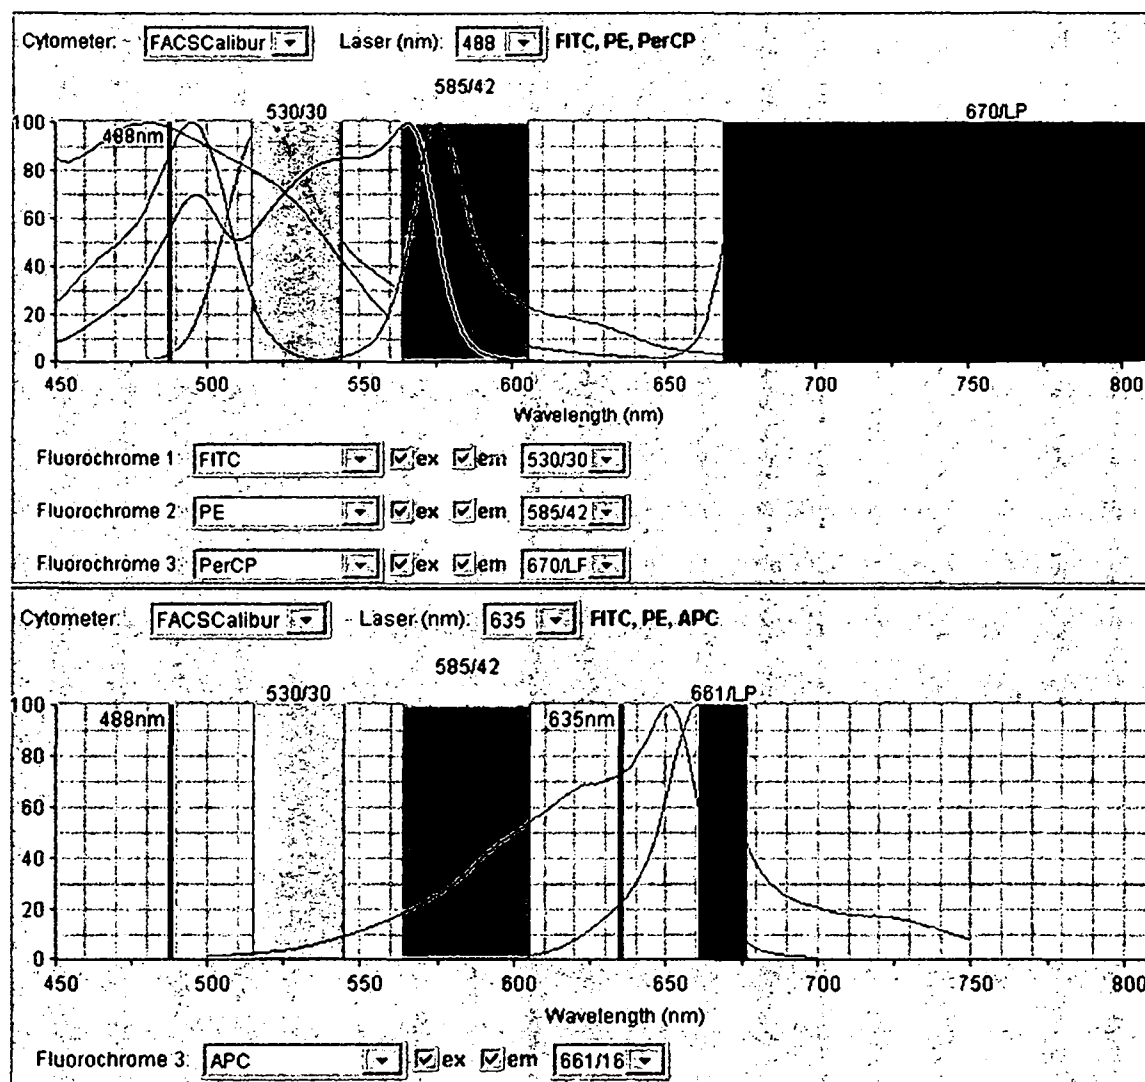 Cytometer: FACSCalibur Laser (nm): 488 FITC, PE, PerCP
585/42
530/30 670/LP
100 488nm
80
60
40
20
0
450 500 550 600 650 700 750 800
Wavelength (nm)
Fluorochrome 1: FITC ex em 530/30
Fluorochrome 2: PE ex em 585/42
Fluorochrome 3: PerCP ex em 670/LF
Cytometer: FACSCalibur Laser (nm): 635 FITC, PE, APC
585/42
530/30 661/LP
100 488nm 635nm
80
60
40
20
0
450 500 550 600 650 700 750 800
Wavelength (nm)
Fluorochrome 3: APC ex em 661/16